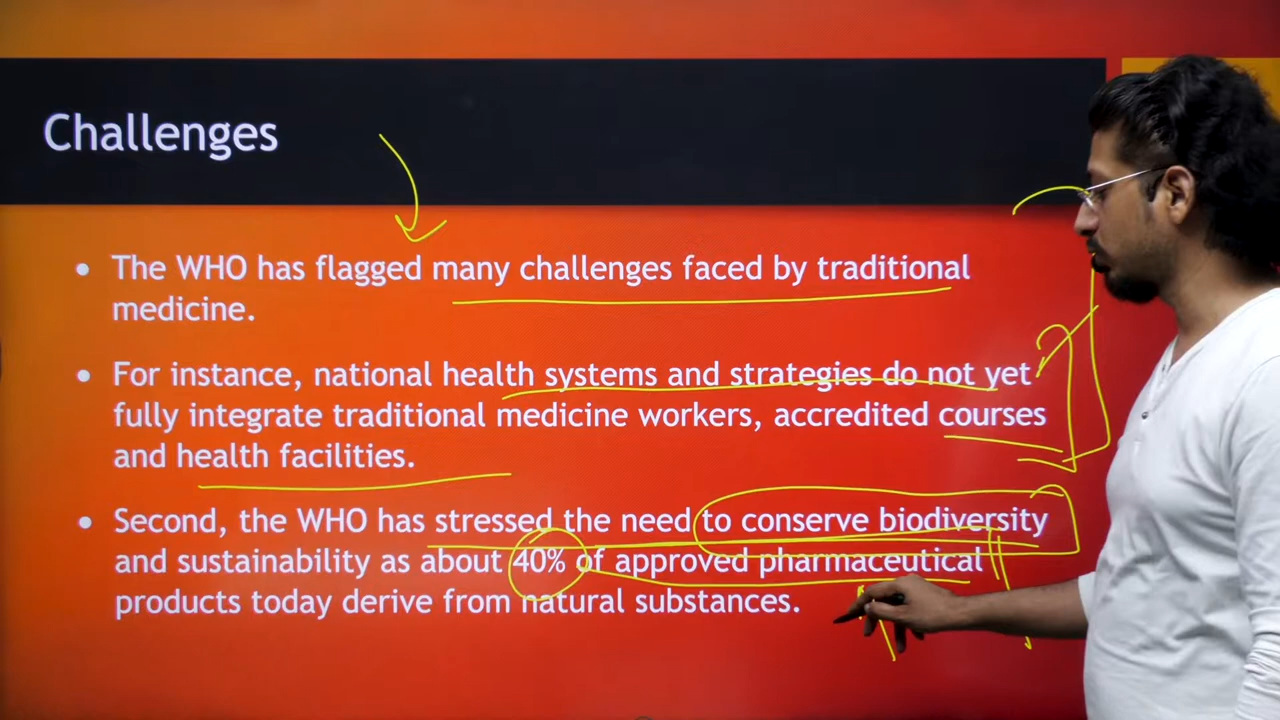 Challenges
• The WHO has flagged many challenges faced by traditional
medicine.
• For instance, national health systems and strategies do not yet
fully integrate traditional medicine workers, accredited courses
and health facilities.
• Second, the WHO has stressed the need to conserve biodiversity
and sustainability as about 40% of approved pharmaceutical
products today derive from natural substances.